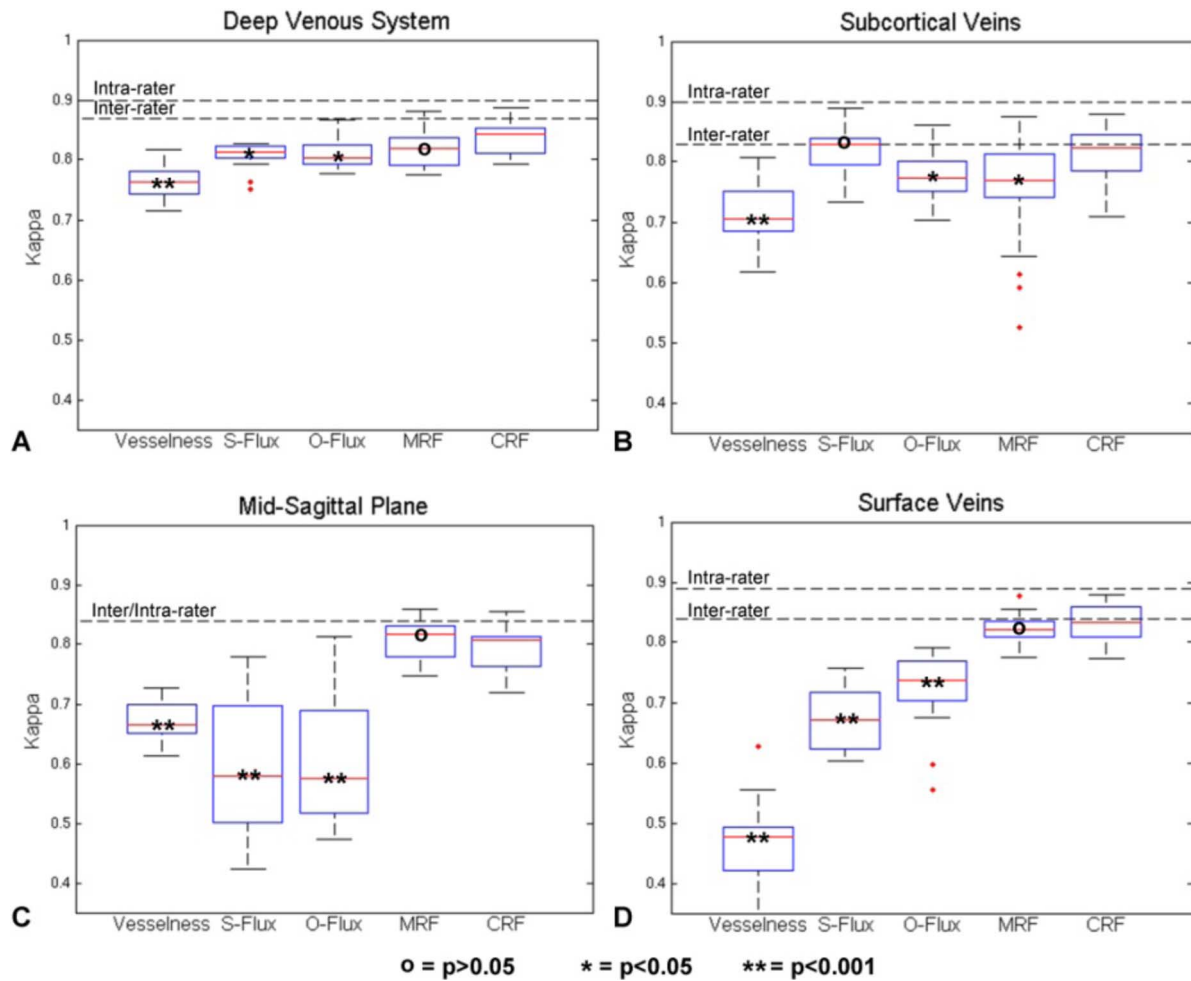 Deep Venous System
1
Intra-rater
0.9
Inter-rater
0.8
**
*
*
o
0.7
Kappa
0.6
0.5
0.4
A
Vesselness S-Flux O-Flux MRF CRF
Subcortical Veins
1
Intra-rater
0.9
Inter-rater
0.8
**
o
*
*
0.7
Kappa
0.6
0.5
0.4
B
Vesselness S-Flux O-Flux MRF CRF
Mid-Sagittal Plane
1
0.9
Inter/Intra-rater
0.8
**
**
**
o
0.7
Kappa
0.6
0.5
0.4
C
Vesselness S-Flux O-Flux MRF CRF
Surface Veins
1
Intra-rater
0.9
Inter-rater
0.8
**
**
**
o
0.7
Kappa
0.6
0.5
0.4
D
Vesselness S-Flux O-Flux MRF CRF
o = p>0.05 * = p<0.05 ** = p<0.001